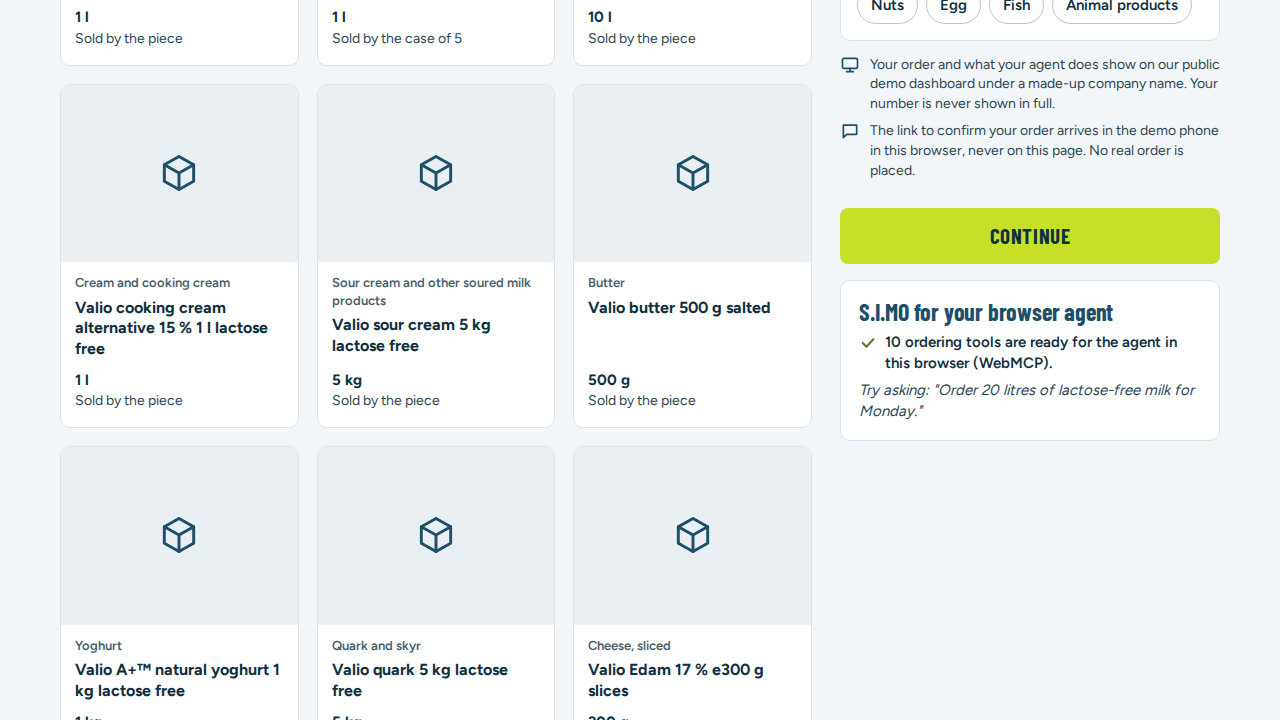 1 l
Sold by the piece
1 l
Sold by the case of 5
10 l
Sold by the piece
Cream and cooking cream
Valio cooking cream
alternative 15 % 1 l lactose
free
1 l
Sold by the piece
Sour cream and other soured milk
products
Valio sour cream 5 kg
lactose free
5 kg
Sold by the piece
Butter
Valio butter 500 g salted
500 g
Sold by the piece
Yoghurt
Valio A+™ natural yoghurt 1
kg lactose free
Quark and skyr
Valio quark 5 kg lactose
free
Cheese, sliced
Valio Edam 17 % e300 g
slices
Nuts
Egg
Fish
Animal products
Your order and what your agent does show on our public
demo dashboard under a made-up company name. Your
number is never shown in full.
The link to confirm your order arrives in the demo phone
in this browser, never on this page. No real order is
placed.
CONTINUE
S.I.MO for your browser agent
10 ordering tools are ready for the agent in
this browser (WebMCP).
Try asking: "Order 20 litres of lactose-free milk for
Monday."